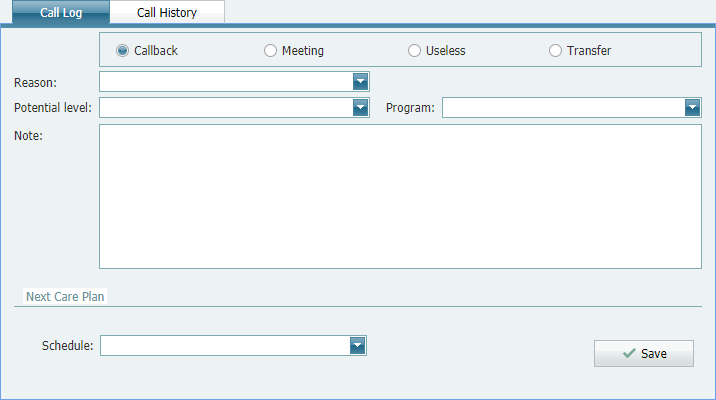 Call Log Call History
Callback Meeting Useless Transfer
Reason:
Potential level: Program:
Note:
Next Care Plan
Schedule:
Save